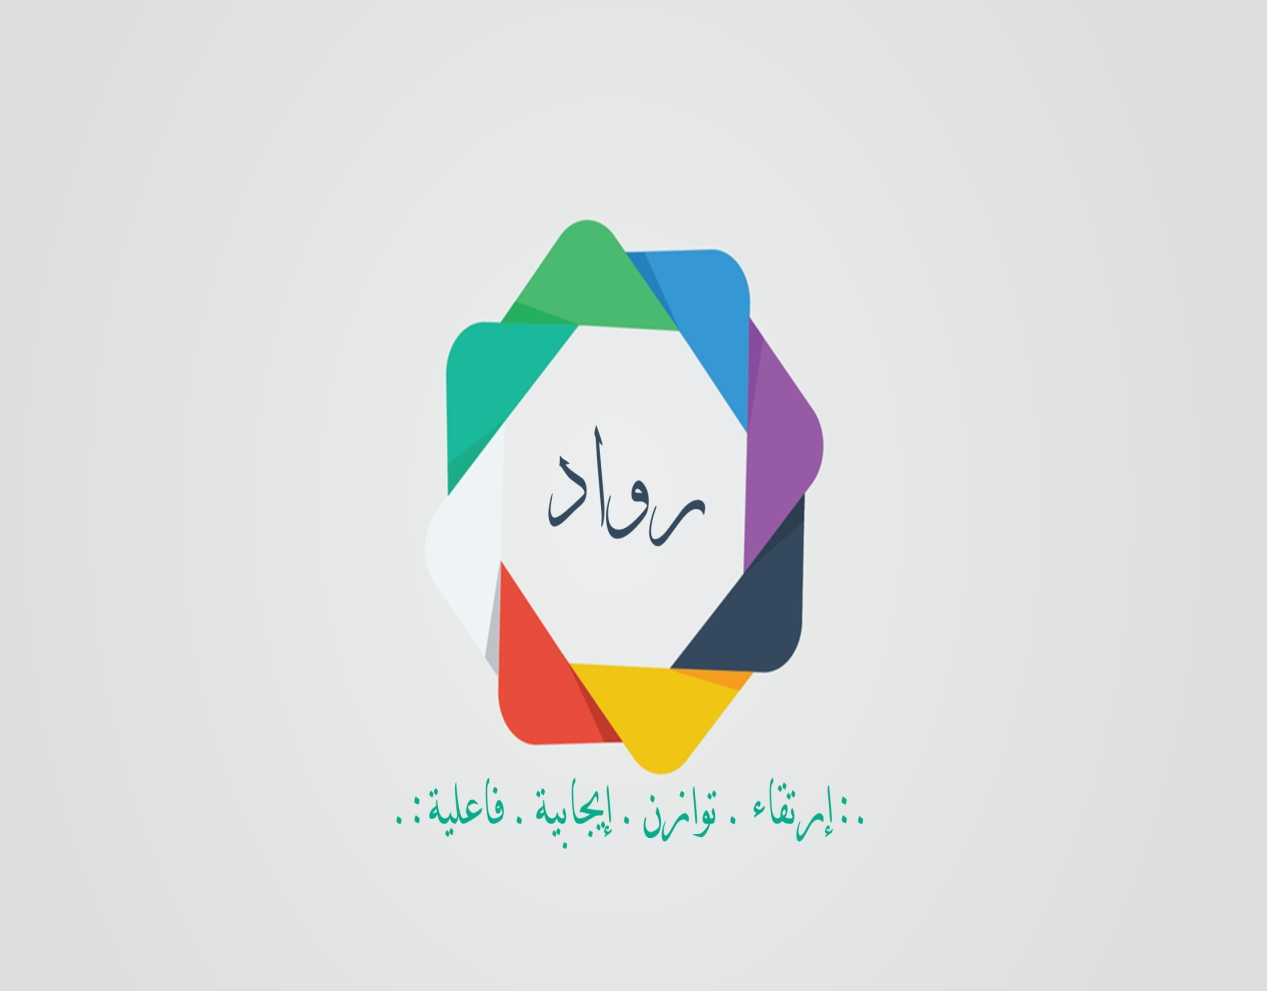 رواد
.:إرتقاء . توازن . إيجابية . فاعلية:.